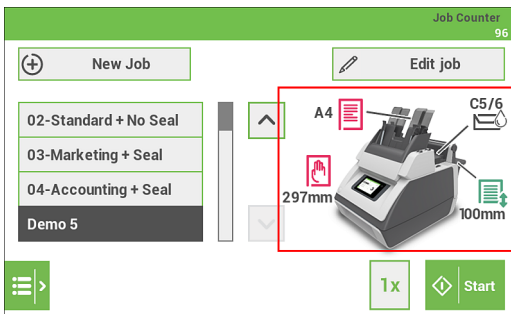 Job Counter
96
New Job
Edit job
02-Standard + No Seal
03-Marketing + Seal
04-Accounting + Seal
Demo 5
A4
C5/6
297mm
100mm
1x
Start